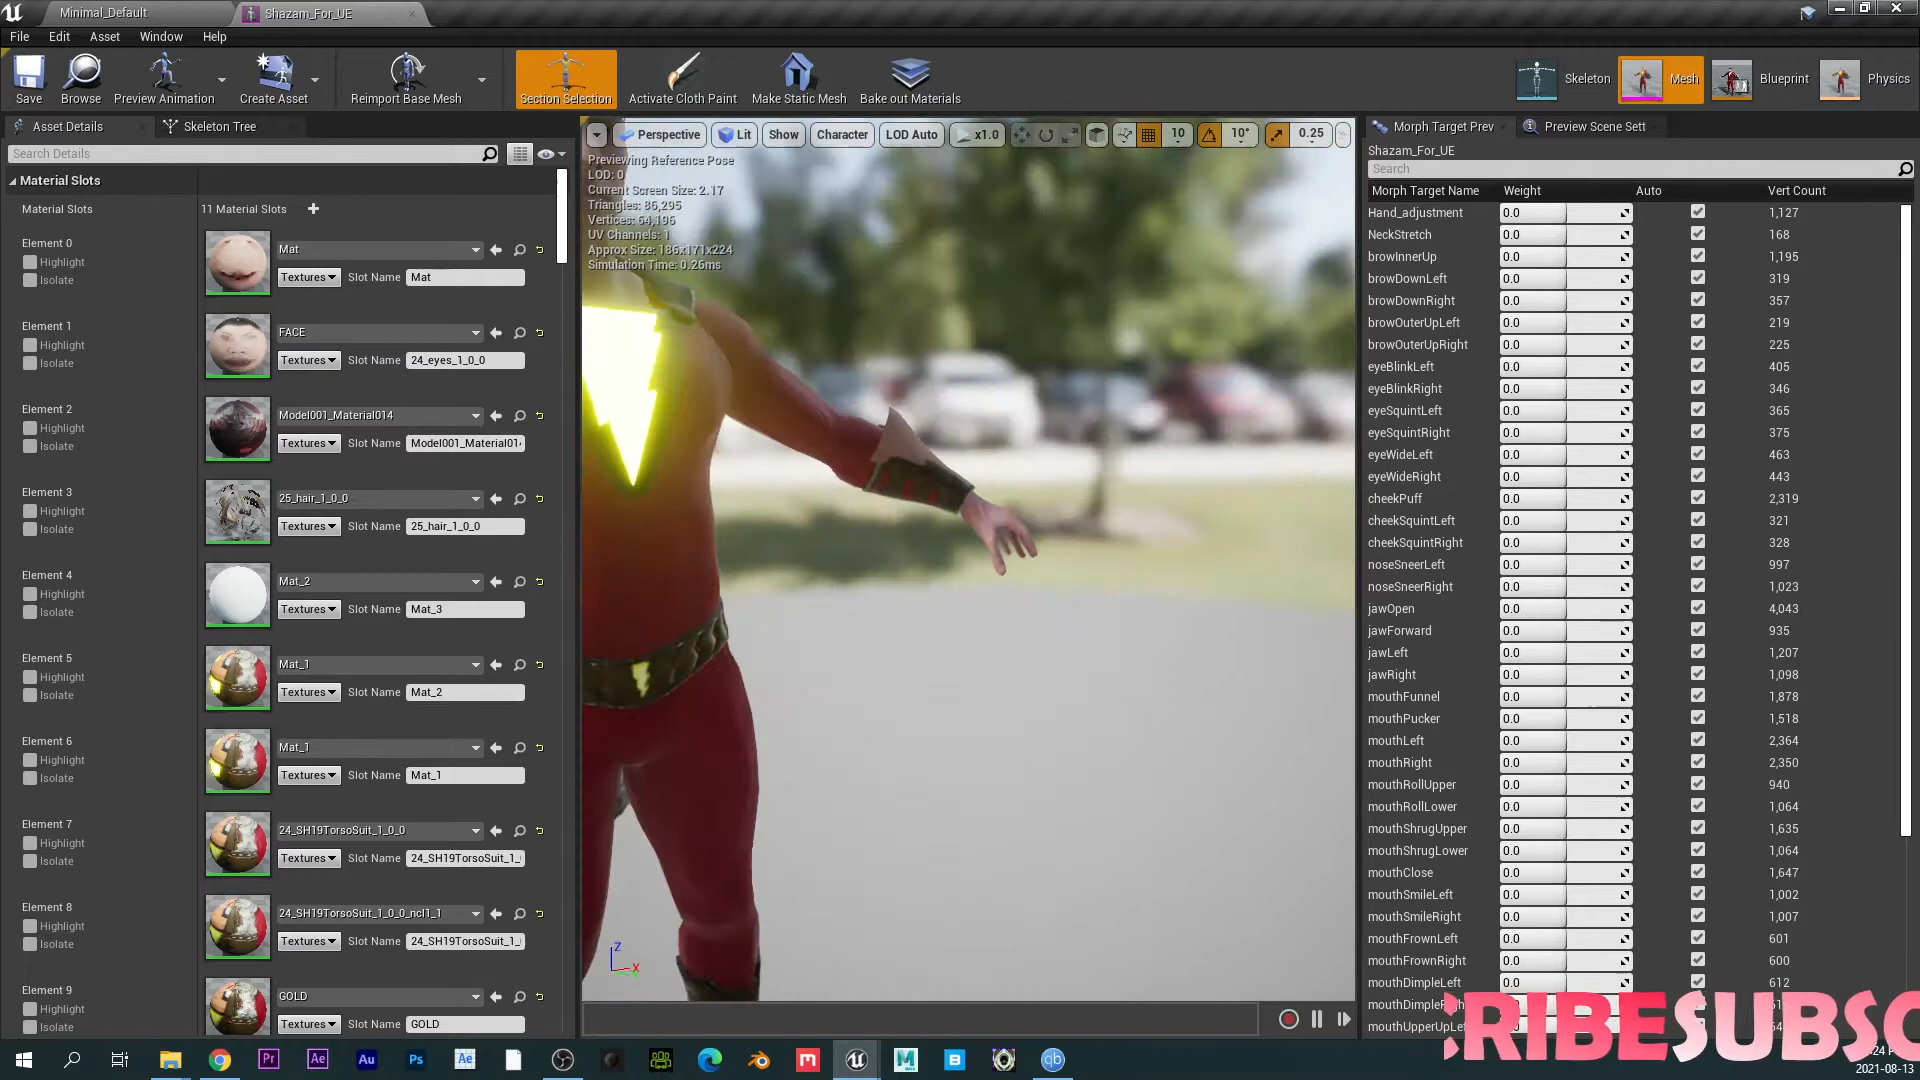 Minimal_Default
Shazam_For_UE
File Edit Asset Window Help
Save
Browse
Preview Animation
Create Asset
Reimport Base Mesh
Section Selection
Activate Cloth Paint
Make Static Mesh
Bake out Materials
Skeleton
Mesh
Blueprint
Physics
Asset Details
Skeleton Tree
Search Details
Material Slots
Material Slots
11 Material Slots
Element 0
Highlight
Isolate
Mat
Textures
Slot Name
Mat
Element 1
Highlight
Isolate
FACE
Textures
Slot Name
24_eyes_1_0_0
Element 2
Highlight
Isolate
Model001_Material014
Textures
Slot Name
Model001_Material01
Element 3
Highlight
Isolate
25_hair_1_0_0
Textures
Slot Name
25_hair_1_0_0
Element 4
Highlight
Isolate
Mat_2
Textures
Slot Name
Mat_3
Element 5
Highlight
Isolate
Mat_1
Textures
Slot Name
Mat_2
Element 6
Highlight
Isolate
Mat_1
Textures
Slot Name
Mat_1
Element 7
Highlight
Isolate
24_SH19TorsoSuit_1_0_0
Textures
Slot Name
24_SH19TorsoSuit_1_
Element 8
Highlight
Isolate
24_SH19TorsoSuit_1_0_0_ncl1_1
Textures
Slot Name
24_SH19TorsoSuit_1_
Element 9
Highlight
Isolate
GOLD
Textures
Slot Name
GOLD
Perspective Lit Show Character LOD Auto x1.0 10 10° 0.25
Previewing Reference Pose
LOD: 0
Current Screen Size: 2.17
Triangles: 86,295
Vertices: 64,196
UV Channels: 1
Approx Size: 186x171x224
Simulation Time: 0.26ms
Z
X
Morph Target Prev
Preview Scene Sett
Shazam_For_UE
Search
Morph Target Name Weight Auto Vert Count
Hand_adjustment 0.0 1,127
NeckStretch 0.0 168
browInnerUp 0.0 1,195
browDownLeft 0.0 319
browDownRight 0.0 357
browOuterUpLeft 0.0 219
browOuterUpRight 0.0 225
eyeBlinkLeft 0.0 405
eyeBlinkRight 0.0 346
eyeSquintLeft 0.0 365
eyeSquintRight 0.0 375
eyeWideLeft 0.0 463
eyeWideRight 0.0 443
cheekPuff 0.0 2,319
cheekSquintLeft 0.0 321
cheekSquintRight 0.0 328
noseSneerLeft 0.0 997
noseSneerRight 0.0 1,023
jawOpen 0.0 4,043
jawForward 0.0 935
jawLeft 0.0 1,207
jawRight 0.0 1,098
mouthFunnel 0.0 1,878
mouthPucker 0.0 1,518
mouthLeft 0.0 2,364
mouthRight 0.0 2,350
mouthRollUpper 0.0 940
mouthRollLower 0.0 1,064
mouthShrugUpper 0.0 1,635
mouthShrugLower 0.0 1,064
mouthClose 0.0 1,647
mouthSmileLeft 0.0 1,002
mouthSmileRight 0.0 1,007
mouthFrownLeft 0.0 601
mouthFrownRight 0.0 600
mouthDimpleLeft 0.0 612
RIBESUBSC
Pr
Ae
Au
Ps
Ae
2021-08-13